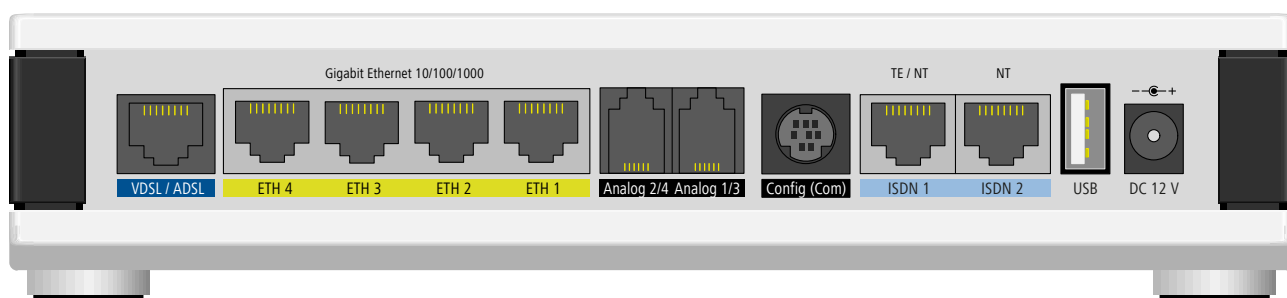 Gigabit Ethernet 10/100/1000
TE / NT
NT
VDSL / ADSL
ETH 4
ETH 3
ETH 2
ETH 1
Analog 2/4
Analog 1/3
Config (Com)
ISDN 1
ISDN 2
USB
DC 12 V